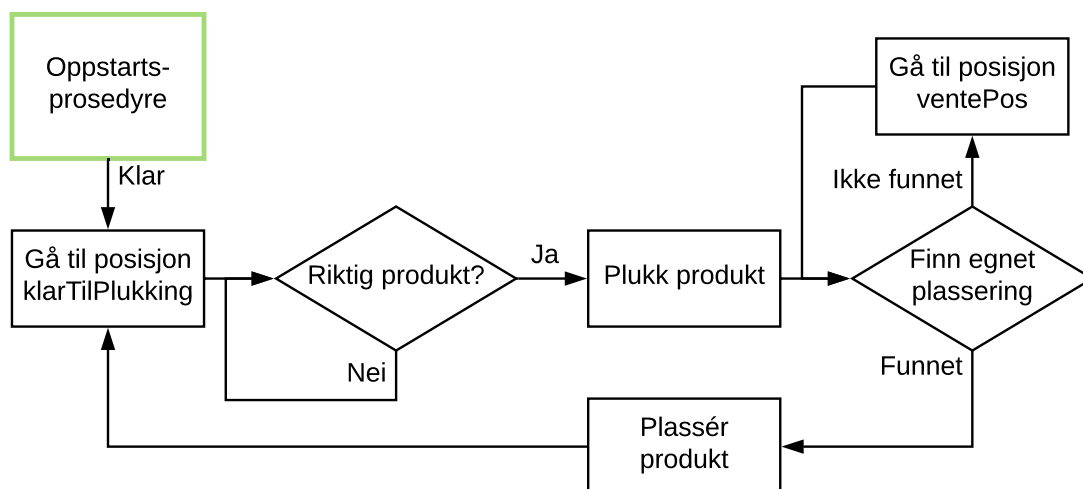 Oppstarts-
prosedyre
Klar
Gå til posisjon
klarTilPlukking
Riktig produkt?
Nei
Ja
Plukk produkt
Gå til posisjon
ventePos
Ikke funnet
Finn egnet
plassering
Funnet
Plassér
produkt